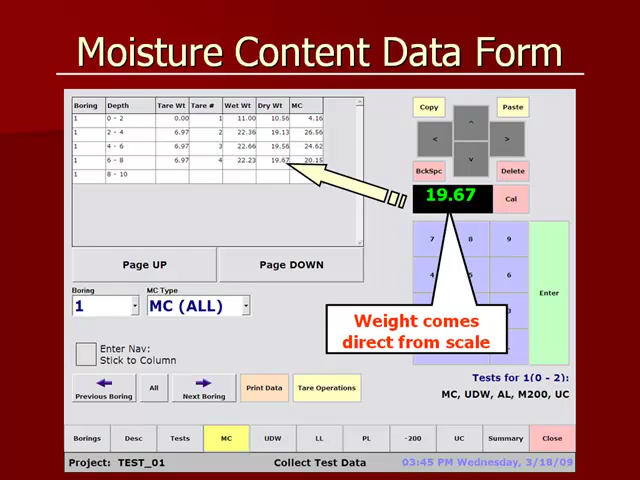 Moisture Content Data Form
Boring Depth Tare Wt Tare # Wet Wt Dry Wt MC
1 0 - 2 0.00 1 11.00 10.56 4.16
1 2 - 4 6.97 2 22.36 19.13 26.56
1 4 - 6 6.97 3 22.66 19.56 24.62
1 6 - 8 6.97 4 22.23 19.67 20.15
1 8 - 10
Copy ^ Paste
< >
BckSpc v Delete
19.67 Cal
7 8 9
4 6
Enter
Page UP Page DOWN
Boring MC Type
1 MC (ALL)
Weight comes
direct from scale
Enter Nav:
Stick to Column
Previous Boring All Next Boring Print Data Tare Operations
Tests for 1(0 - 2):
MC, UDW, AL, M200, UC
Borings Desc Tests MC UDW LL PL -200 UC Summary Close
Project: TEST_01 Collect Test Data 03:45 PM Wednesday, 3/18/09